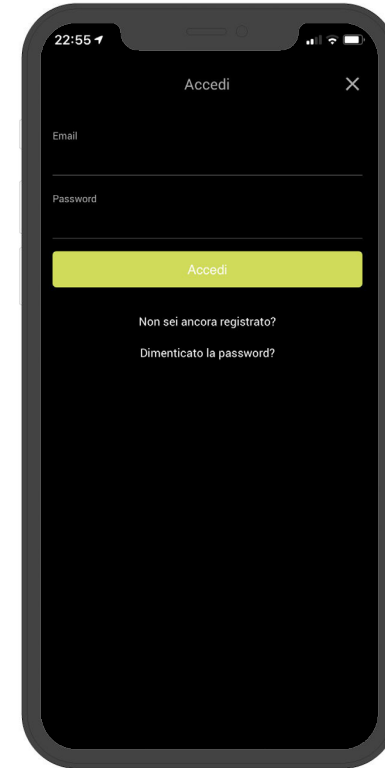 22:55
Accedi
Email
Password
Accedi
Non sei ancora registrato?
Dimenticato la password?